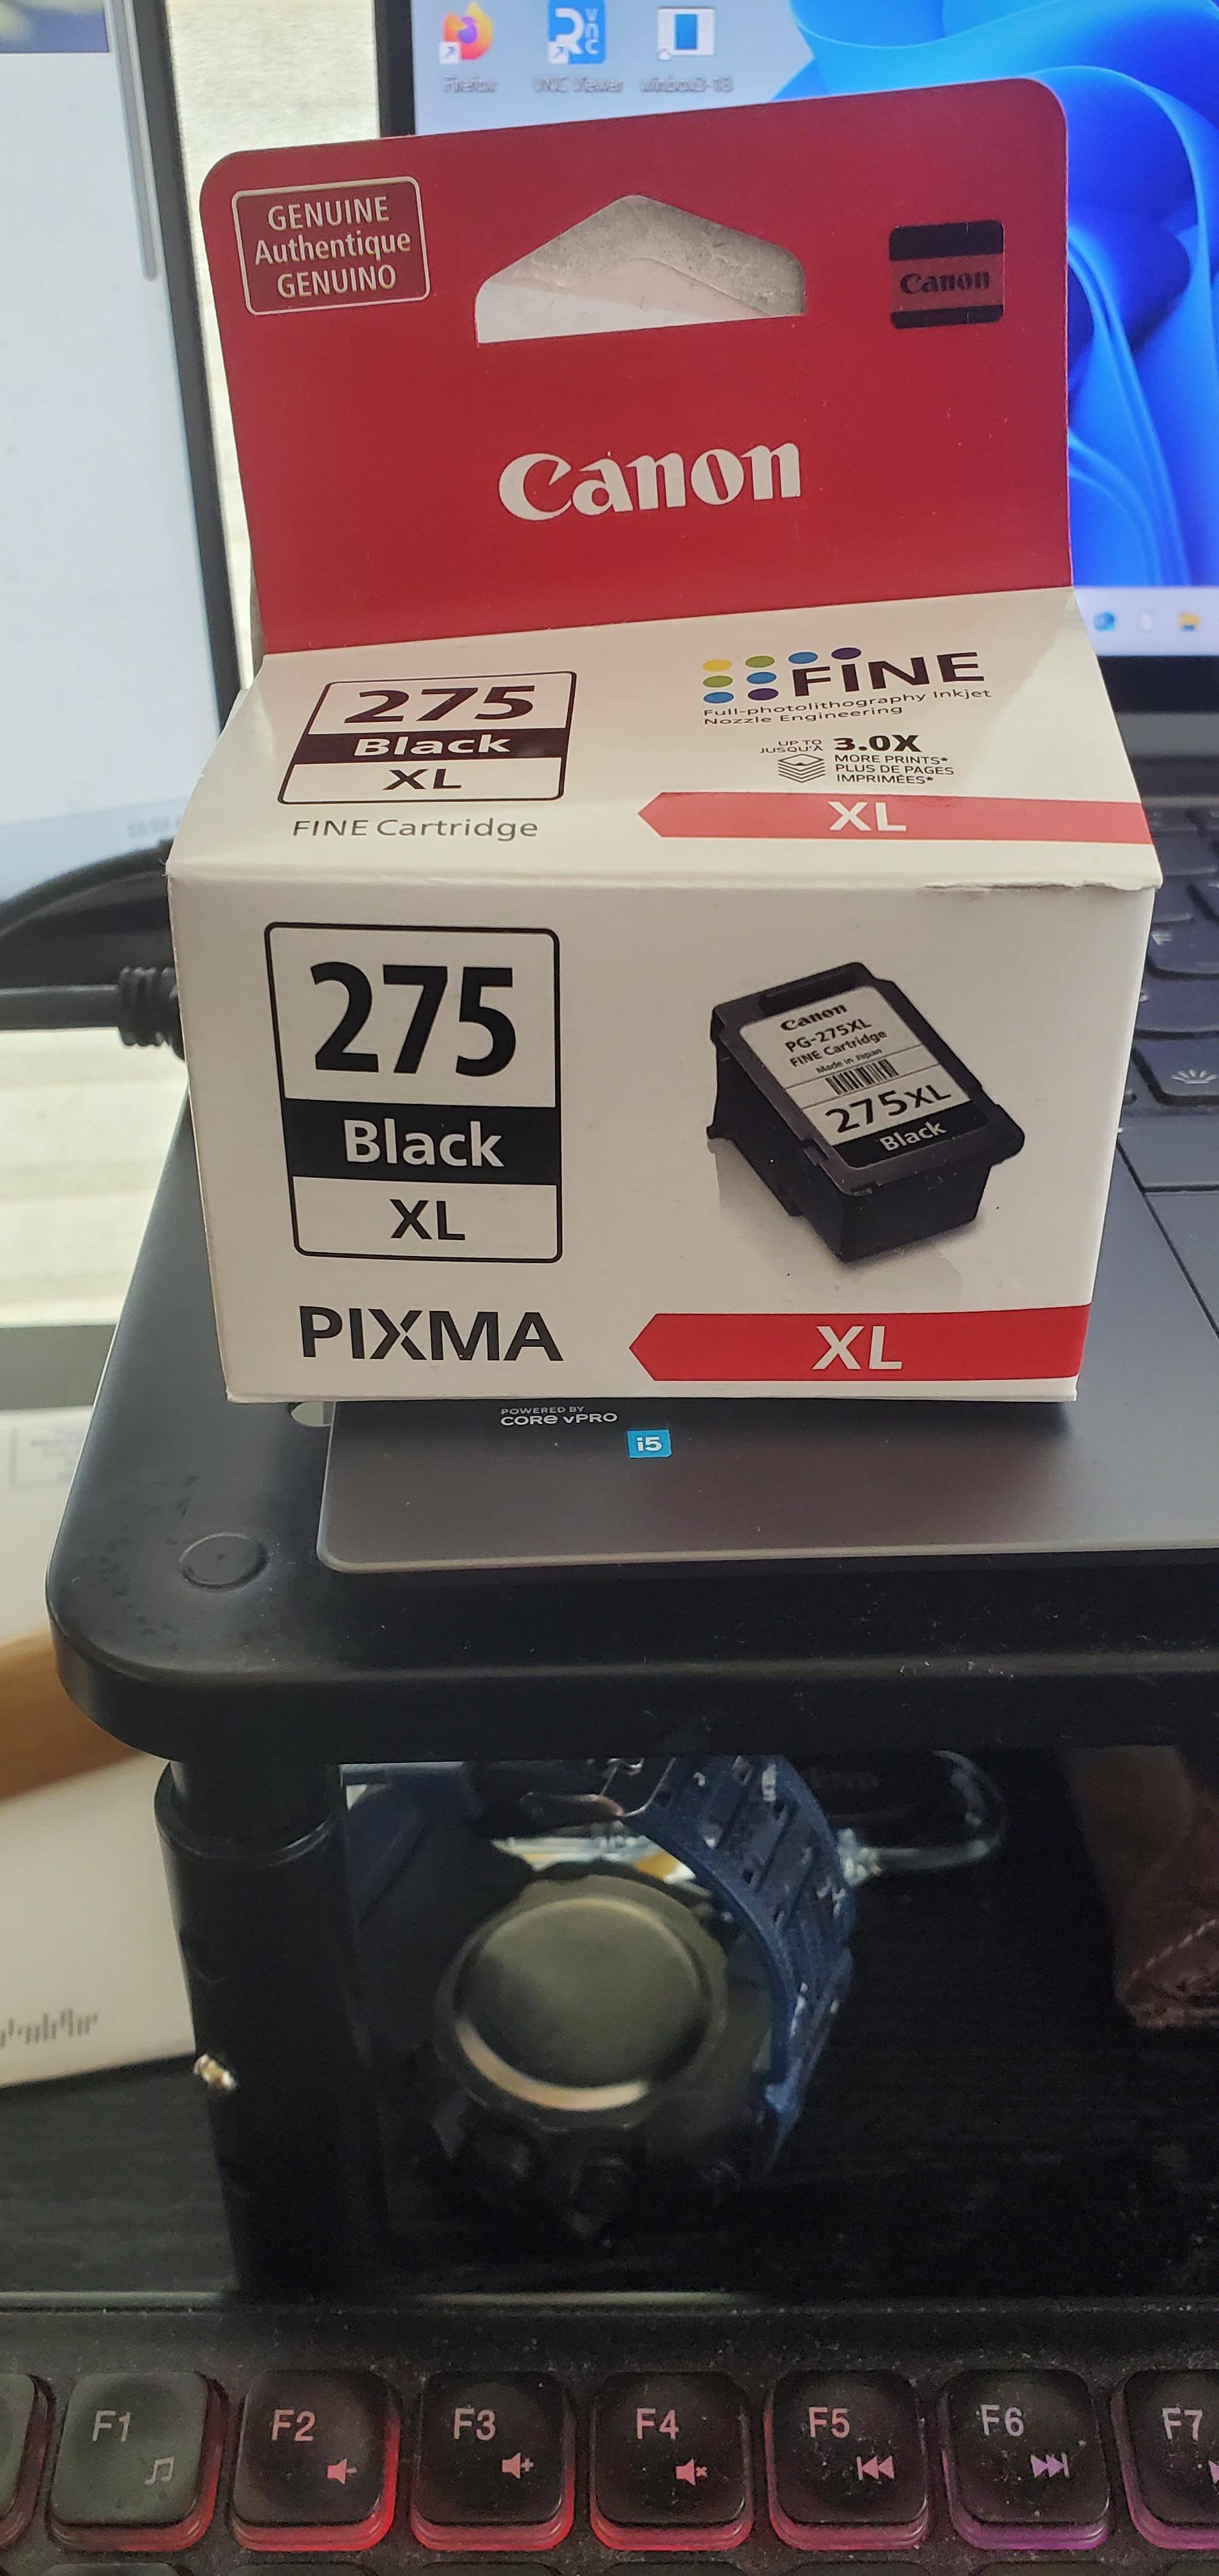 Firefox
VNC Viewer
winbox3-18
GENUINE
Authentique
GENUINO
Canon
Canon
275
Black
XL
FINE Cartridge
FINE
Full-photolithography Inkjet
Nozzle Engineering
UP TO
JUSQU'À
3.0X
MORE PRINTS*
PLUS DE PAGES
IMPRIMÉES*
XL
275
Black
XL
PIXMA
Canon
PG-275XL
FINE Cartridge
Made in Japan
275XL
Black
XL
POWERED BY
CORE vPRO
i5
F1
F2
F3
F4
F5
F6
F7